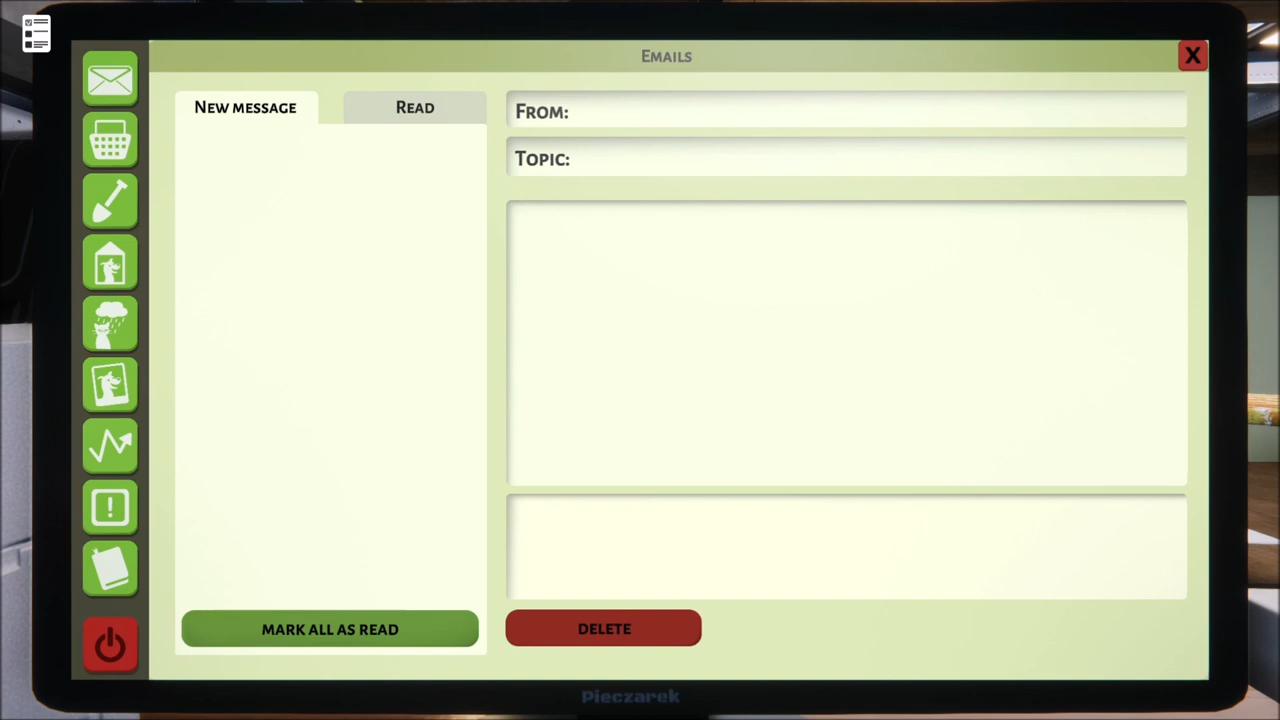 Emails
X
New message
Read
From:
Topic:
MARK ALL AS READ
DELETE
Pieczarek